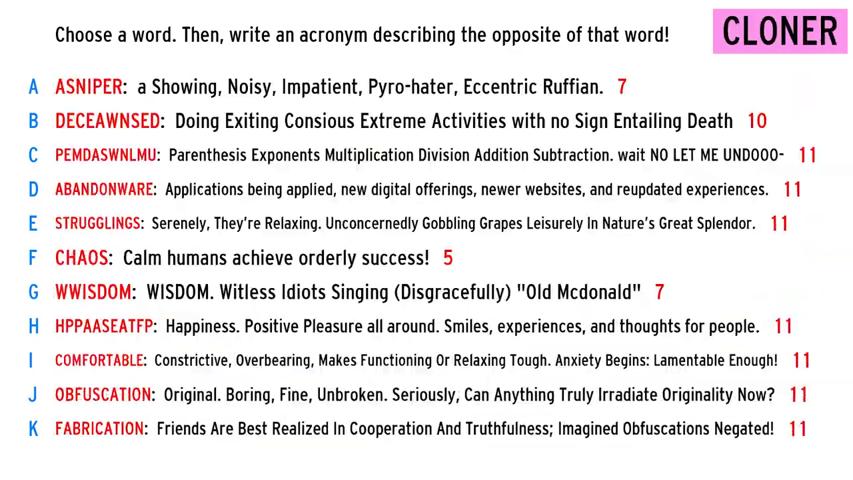 Choose a word. Then, write an acronym describing the opposite of that word!
CLONER
A ASNIPER: a Showing, Noisy, Impatient, Pyro-hater, Eccentric Ruffian. 7
B DECEAWNSED: Doing Exiting Consious Extreme Activities with no Sign Entailing Death 10
C PEMDASWNLMU: Parenthesis Exponents Multiplication Division Addition Subtraction. wait NO LET ME UNDOOO- 11
D ABANDONWARE: Applications being applied, new digital offerings, newer websites, and reupdated experiences. 11
E STRUGGLINGS: Serenely, They're Relaxing. Unconcernedly Gobbling Grapes Leisurely In Nature's Great Splendor. 11
F CHAOS: Calm humans achieve orderly success! 5
G WWISDOM: WISDOM. Witless Idiots Singing (Disgracefully) "Old Mcdonald" 7
H HPPAASEATFP: Happiness. Positive Pleasure all around. Smiles, experiences, and thoughts for people. 11
I COMFORTABLE: Constrictive, Overbearing, Makes Functioning Or Relaxing Tough. Anxiety Begins: Lamentable Enough! 11
J OBFUSCATION: Original. Boring, Fine, Unbroken. Seriously, Can Anything Truly Irradiate Originality Now? 11
K FABRICATION: Friends Are Best Realized In Cooperation And Truthfulness; Imagined Obfuscations Negated! 11